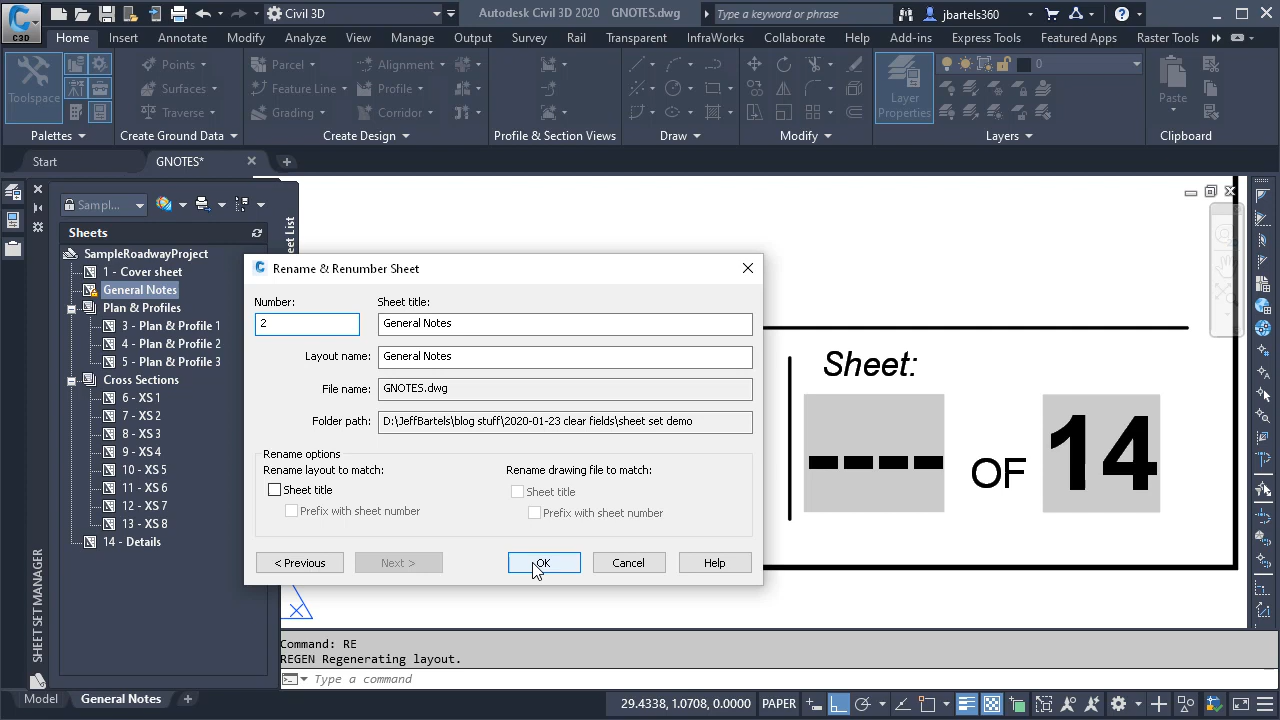 C3D
Civil 3D
Autodesk Civil 3D 2020 GNOTES.dwg
Type a keyword or phrase
jbartels360
Home Insert Annotate Modify Analyze View Manage Output Survey Rail Transparent InfraWorks Collaborate Help Add-ins Express Tools Featured Apps Raster Tools
Toolspace
Points
Surfaces
Traverse
Parcel
Feature Line
Grading
Alignment
Profile
Corridor
Layer
Properties
0
Paste
Palettes
Create Ground Data
Create Design
Profile & Section Views
Draw
Modify
Layers
Clipboard
Start
GNOTES*
Sampl...
Sheets
SampleRoadwayProject
1 - Cover sheet
General Notes
Plan & Profiles
3 - Plan & Profile 1
4 - Plan & Profile 2
5 - Plan & Profile 3
Cross Sections
6 - XS 1
7 - XS 2
8 - XS 3
9 - XS 4
10 - XS 5
11 - XS 6
12 - XS 7
13 - XS 8
14 - Details
SHEET SET MANAGER
Rename & Renumber Sheet
Number: Sheet title:
2 General Notes
Layout name: General Notes
File name: GNOTES.dwg
Folder path: D:\JeffBartels\blog stuff\2020-01-23 clear fields\sheet set demo
Rename options
Rename layout to match: Rename drawing file to match:
Sheet title Sheet title
Prefix with sheet number Prefix with sheet number
< Previous Next > OK Cancel Help
Sheet:
---- OF 14
Command: RE
REGEN Regenerating layout.
Type a command
Model General Notes
29.4338, 1.0708, 0.0000 PAPER